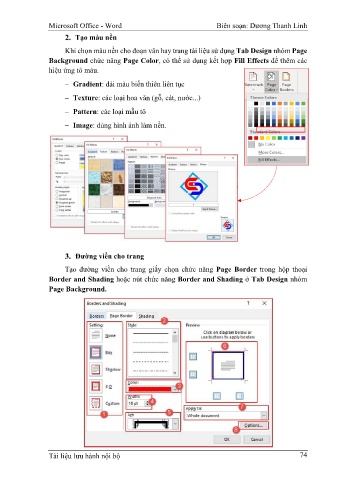 Microsoft Office - Word Biên soạn: Dương Thanh Linh
2. Tạo màu nền
Khi chọn màu nền cho đoạn văn hay trang tài liệu sử dụng Tab Design nhóm Page
Background chức năng Page Color, có thể sử dụng kết hợp Fill Effects để thêm các
hiệu ứng tô màu.
− Gradient: dải màu biến thiên liên tục
− Texture: các loại hoa văn (gỗ, cát, nước...)
− Pattern: các loại mẫu tô
− Image: dùng hình ảnh làm nền.
Watermark Page Page
Color Borders
Theme Colors
Standard Colors
No Color
More Colors...
Fill Effects...
3. Đường viền cho trang
Tạo đường viền cho trang giấy chọn chức năng Page Border trong hộp thoại
Border and Shading hoặc nút chức năng Border and Shading ở Tab Design nhóm
Page Background.
Borders and Shading ? ×
Borders Page Border Shading
Setting: Style: Preview
2
Click on diagram below or
use buttons to apply borders
None
Box
Shadow
3-D
Custom
1
Color:
3
Width:
10 pt 4
Art: 5
6
Apply to: 7
Whole document
8 Options...
OK Cancel
Tài liệu lưu hành nội bộ 74